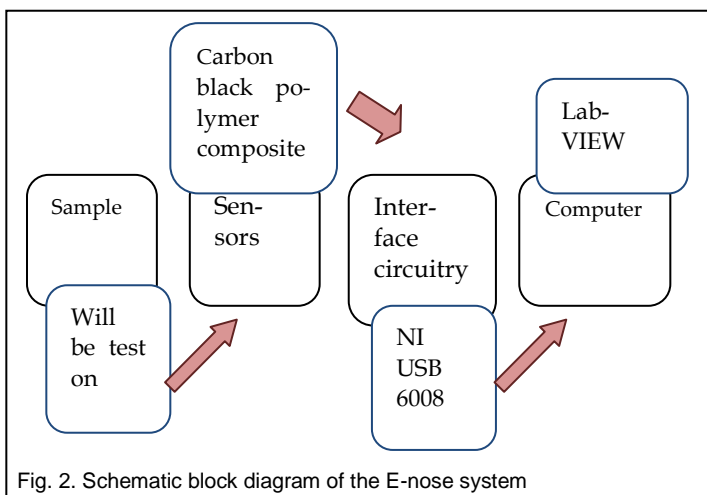 Carbon
black po-
lymer
composite
Lab-
VIEW
Sample
Sen-
sors
Inter-
face
circuitry
Computer
Will
be test
on
NI
USB
6008
Fig. 2. Schematic block diagram of the E-nose system